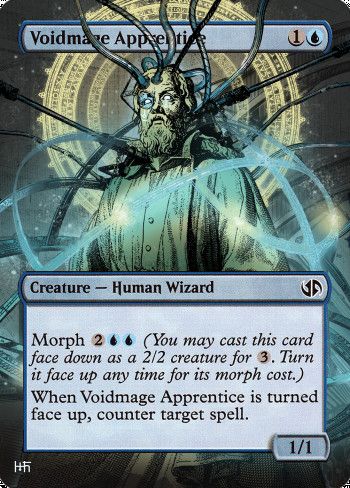 Voidmage Apprentice 1
Creature — Human Wizard
Morph 2 (You may cast this card
face down as a 2/2 creature for 3. Turn
it face up any time for its morph cost.)
When Voidmage Apprentice is turned
face up, counter target spell.
1/1